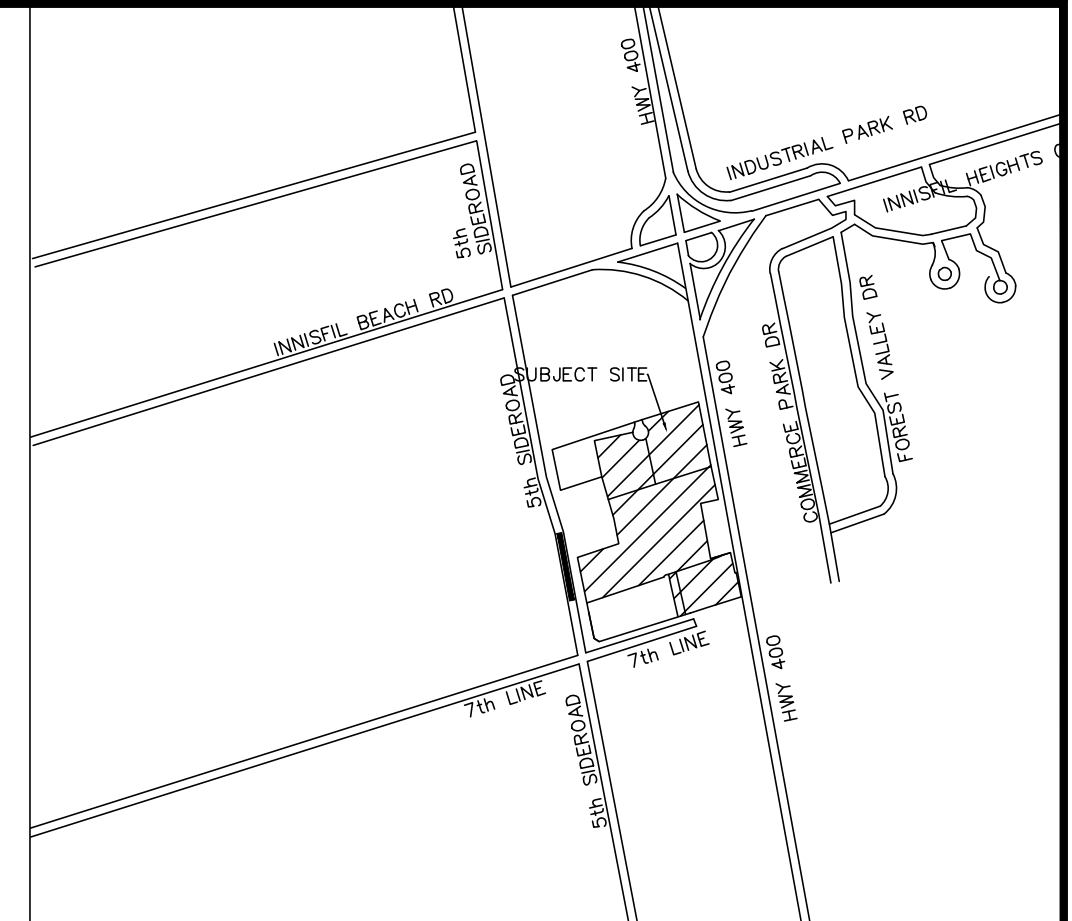 HWY 400
INDUSTRIAL PARK RD
INNISFIL HEIGHTS
5th
SIDEROAD
INNISFIL BEACH RD
SUBJECT SITE
5th SIDEROAD
HWY 400
COMMERCE PARK DR
FOREST VALLEY DR
7th LINE
7th LINE
HWY 400
5th SIDEROAD